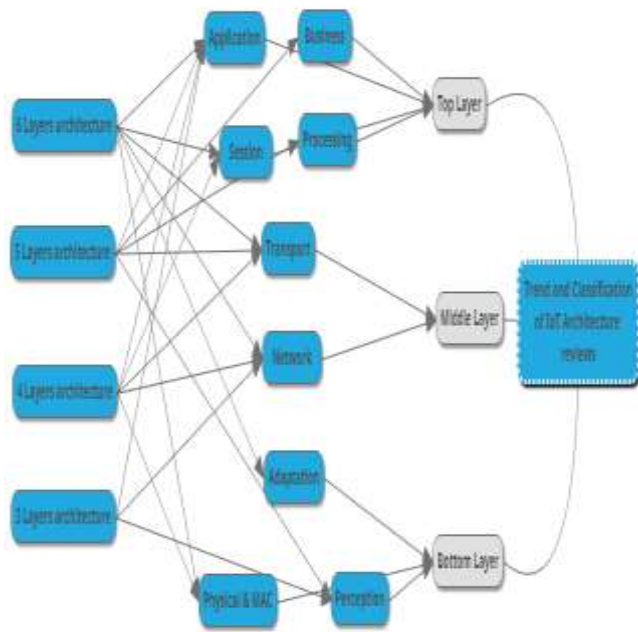 Application
Business
6 Layers architecture
Top Layer
Session
Processing
5 Layers architecture
Transport
Trend and Classification
of IoT Architecture
reviews
Middle Layer
Network
4 Layers architecture
Adaptation
3 Layers architecture
Bottom Layer
Physical & MAC
Perception